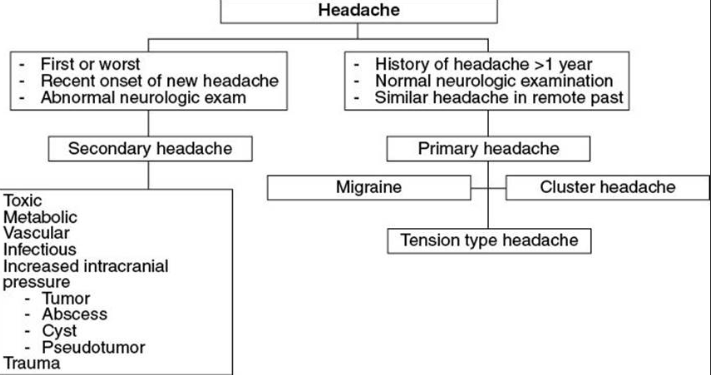 Headache
- First or worst
- Recent onset of new headache
- Abnormal neurologic exam
- History of headache >1 year
- Normal neurologic examination
- Similar headache in remote past
Secondary headache
Primary headache
Migraine
Cluster headache
Tension type headache
Toxic
Metabolic
Vascular
Infectious
Increased intracranial
pressure
- Tumor
- Abscess
- Cyst
- Pseudotumor
Trauma